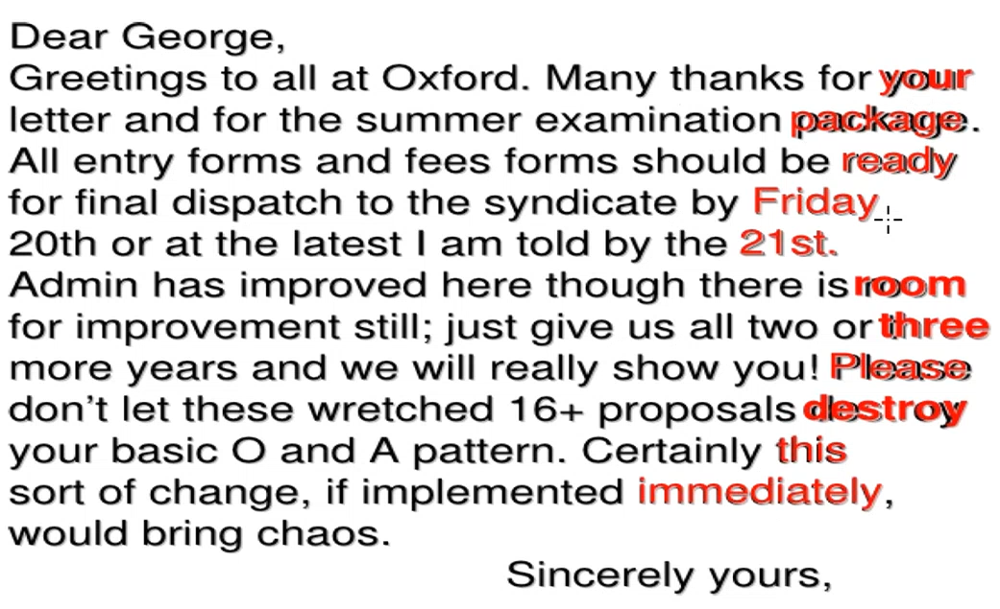 Dear George,
Greetings to all at Oxford. Many thanks for your
letter and for the summer examination package.
All entry forms and fees forms should be ready
for final dispatch to the syndicate by Friday
20th or at the latest I am told by the 21st.
Admin has improved here though there is room
for improvement still; just give us all two or three
more years and we will really show you! Please
don’t let these wretched 16+ proposals destroy
your basic O and A pattern. Certainly this
sort of change, if implemented immediately,
would bring chaos.
Sincerely yours,